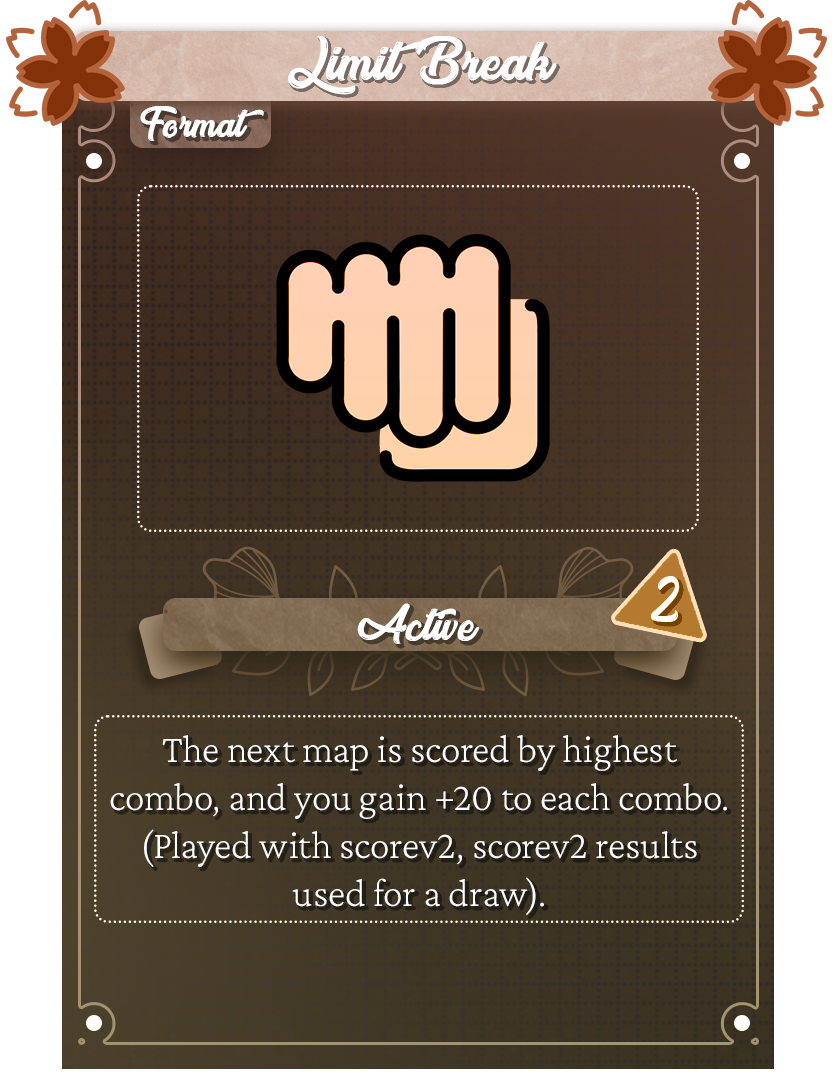 Limit Break
Format
Active
2
The next map is scored by highest
combo, and you gain +20 to each combo.
(Played with scorev2, scorev2 results
used for a draw).